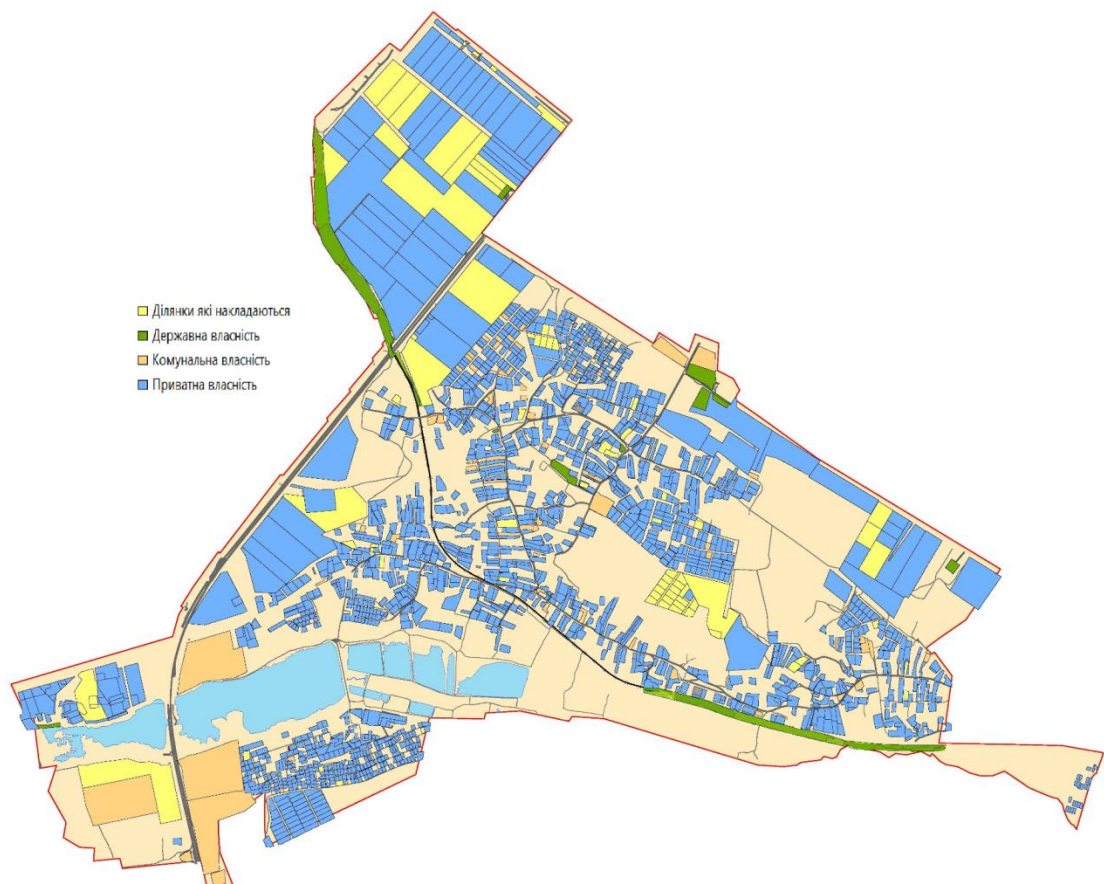 Ділянки які накладаються
Державна власність
Комунальна власність
Приватна власність